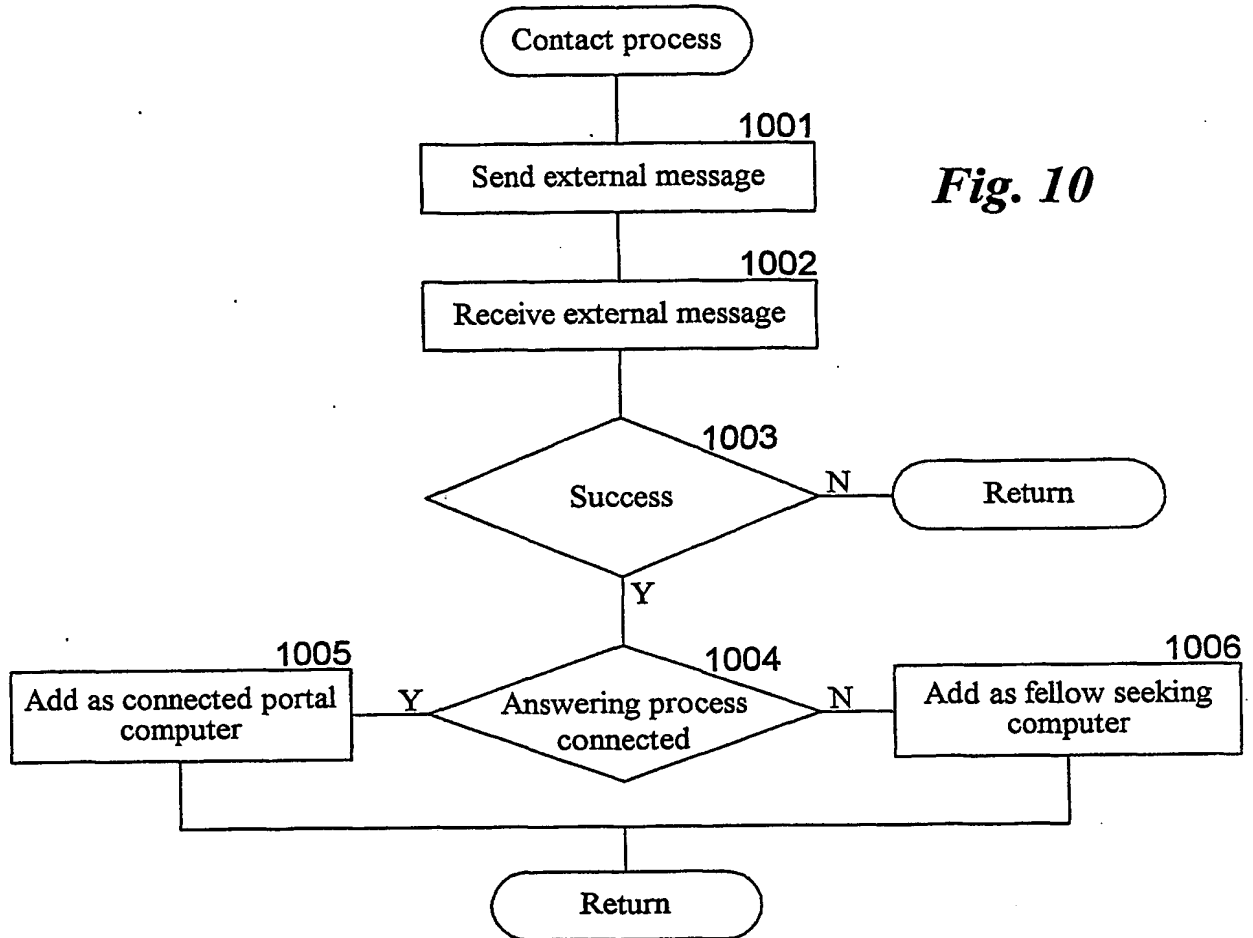 Contact process
1001
Send external message
Fig. 10
1002
Receive external message
1003
Success
N
Return
Y
1005
Add as connected portal
computer
Y
1004
Answering process
connected
N
1006
Add as fellow seeking
computer
Return